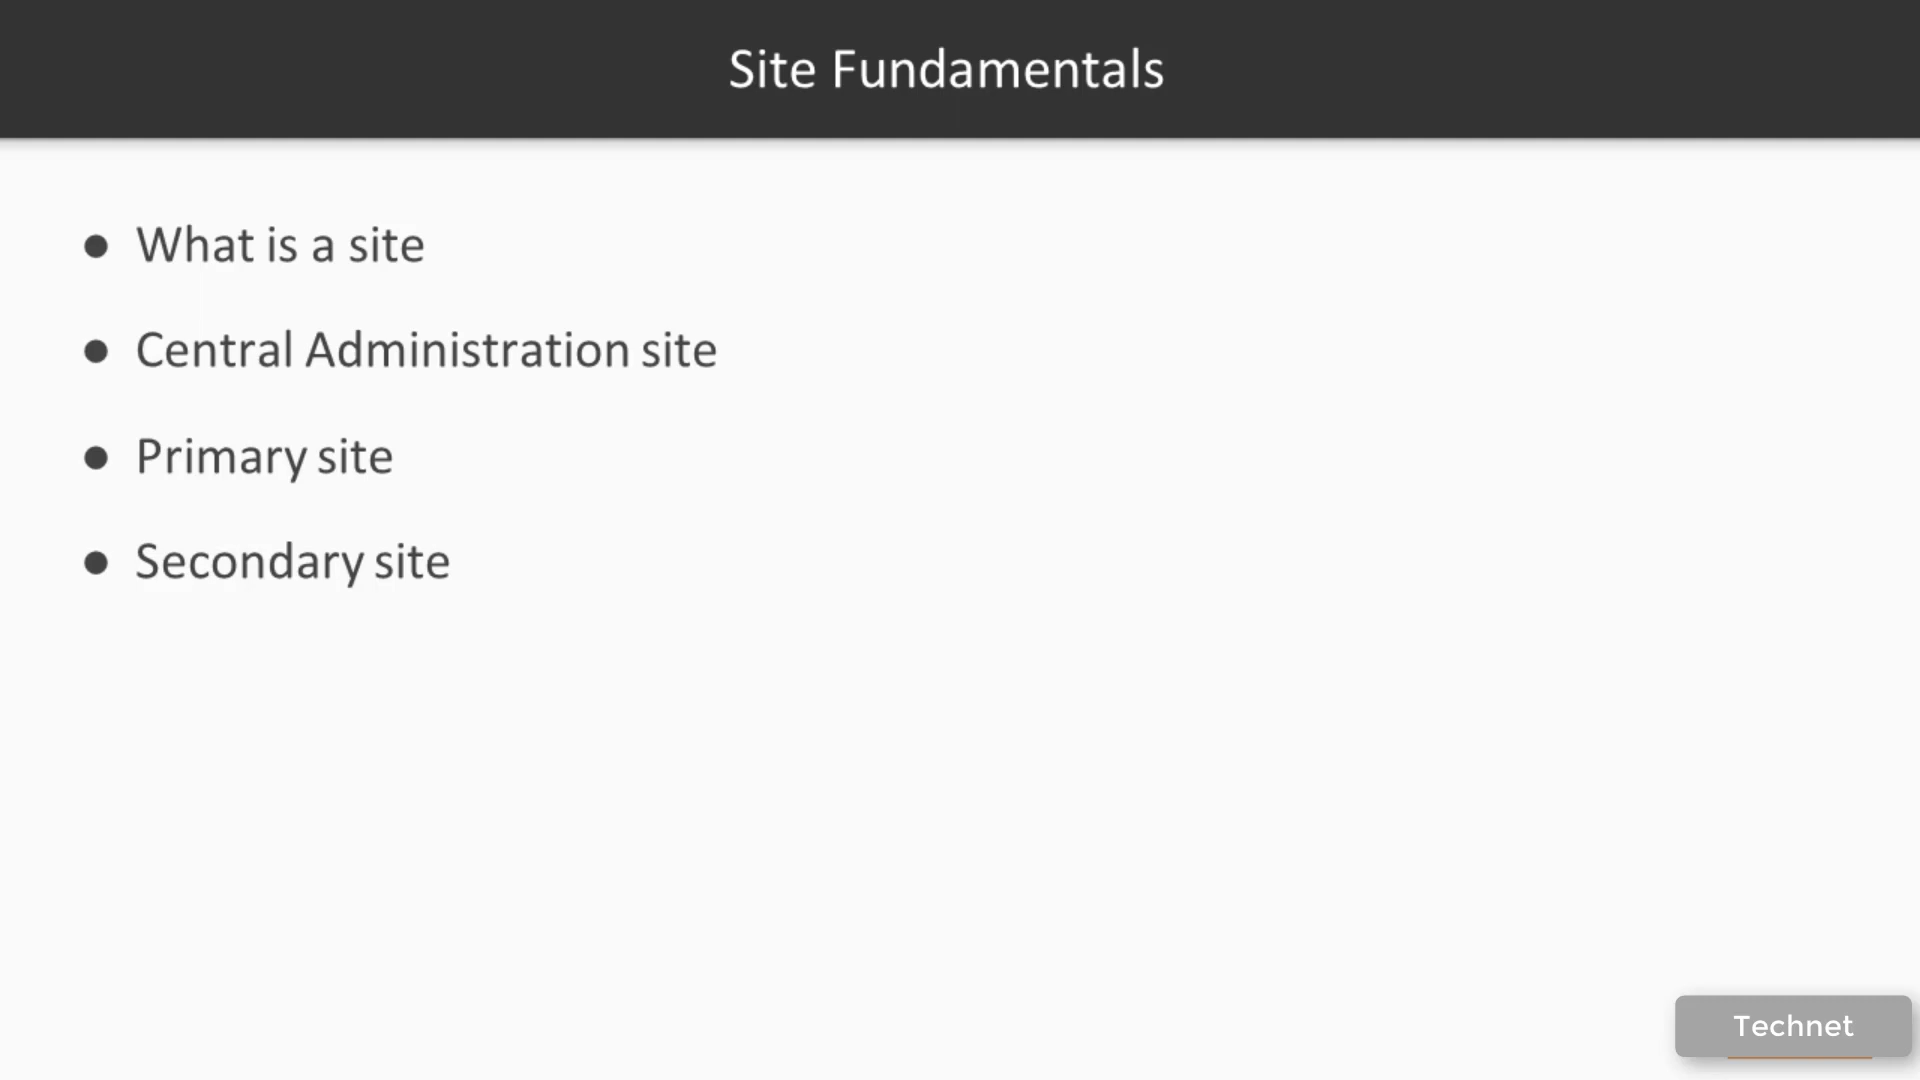 Site Fundamentals
● What is a site
● Central Administration site
● Primary site
● Secondary site
Technet